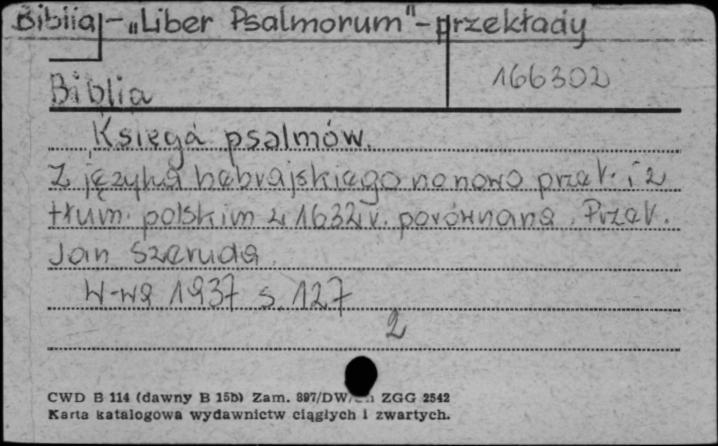 Biblia - „Liber Psalmorum" - przekłady
166302
Biblia
Księga psalmów.
Z języka hebrajskiego na nowo przeł. i z
tłum. polskim z 1632 r. porównana. Przeł.
Jan Szeruda.
W-wa 1937 s. 127
2
CWD B 114 (dawny B 15b) Zam. 897/DW/ ZGG 2542
Karta katalogowa wydawnictw ciągłych i zwartych.